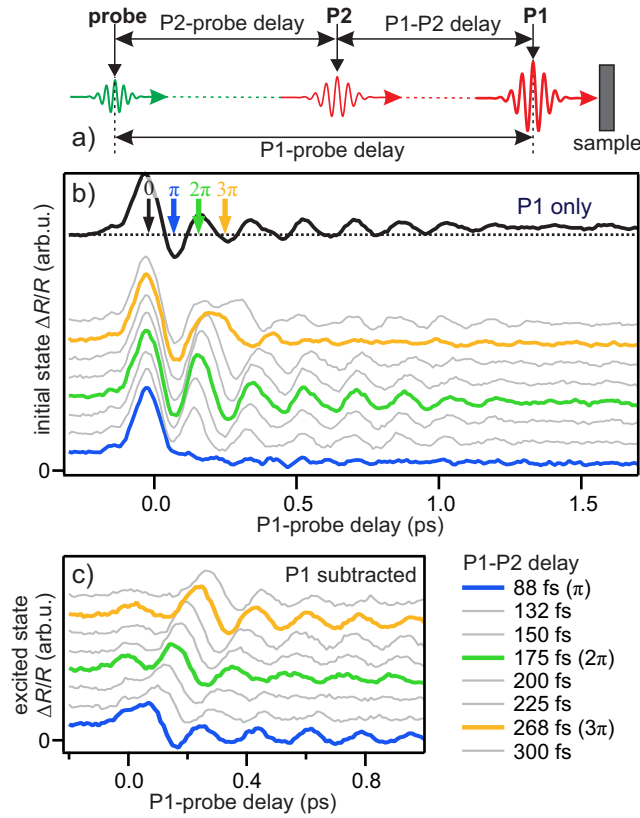 probe P2-probe delay P2 P1-P2 delay P1
a) P1-probe delay sample
b) 0 π 2π 3π P1 only
initial state ΔR/R (arb.u.)
0
0.0 0.5 1.0 1.5
P1-probe delay (ps)
c) P1 subtracted
excited state
ΔR/R (arb.u.)
0
0.0 0.4 0.8
P1-probe delay (ps)
P1-P2 delay
88 fs (π)
132 fs
150 fs
175 fs (2π)
200 fs
225 fs
268 fs (3π)
300 fs